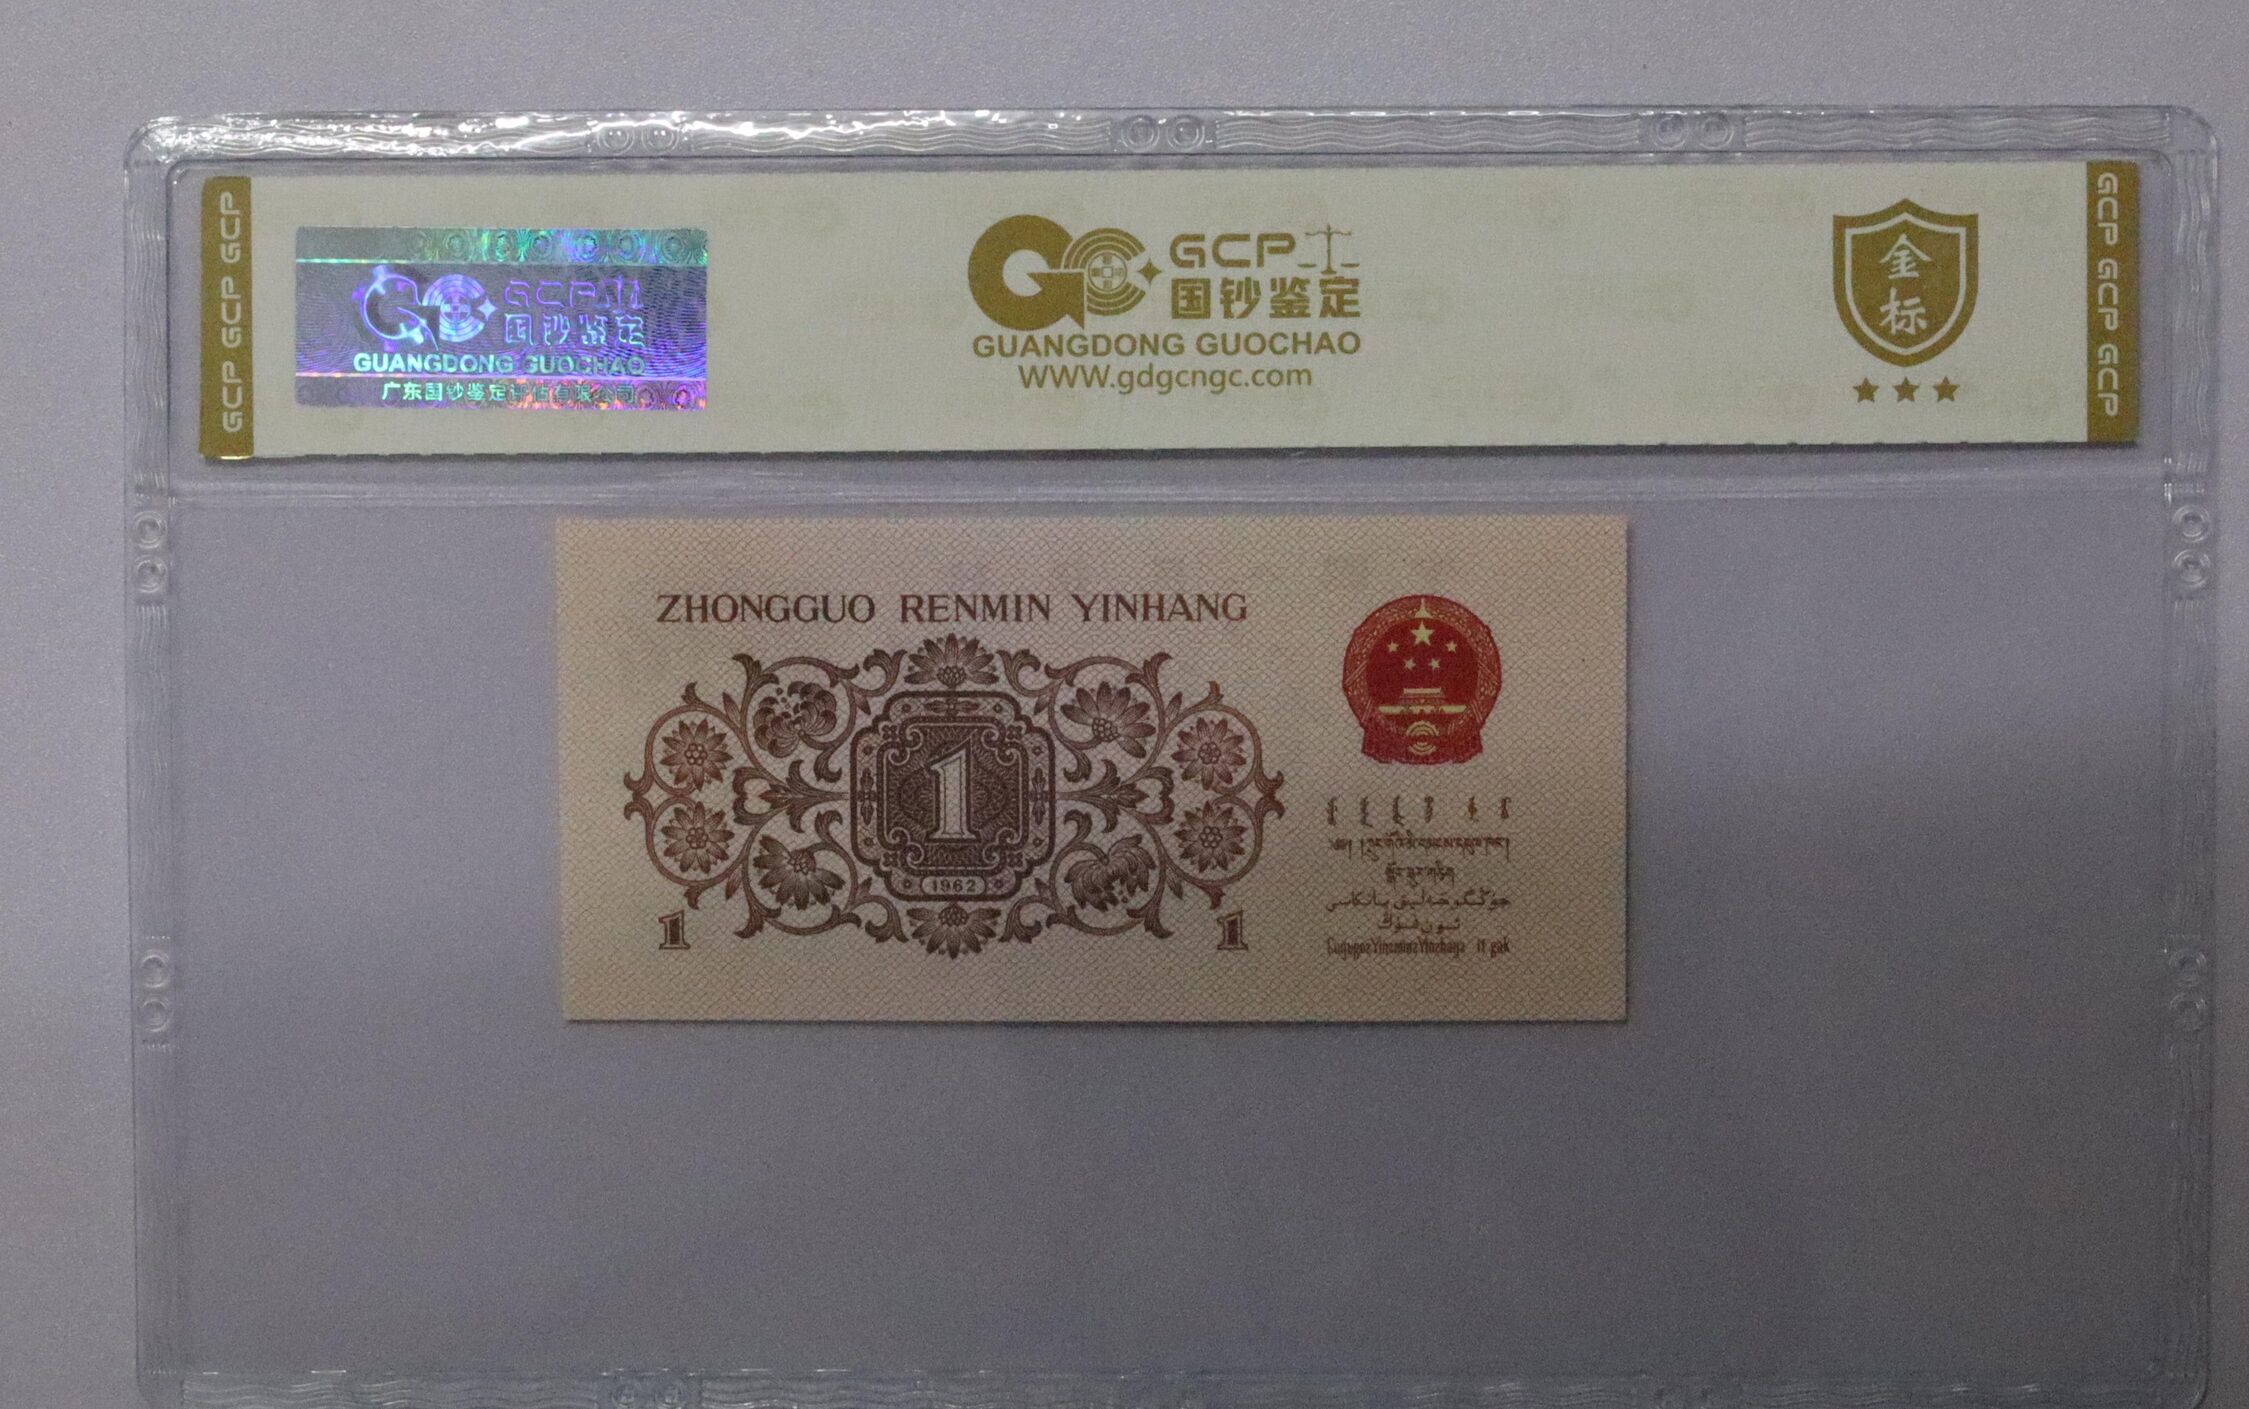 GCP GCP GCP
GCP
国钞鉴定
GUANGDONG GUOCHAO
广东国钞鉴定评估有限公司
GCP
国钞鉴定
GUANGDONG GUOCHAO
WWW.gdgcngc.com
金
标
GCP GCP GCP
ZHONGGUO RENMIN YINHANG
1
1962
1
1